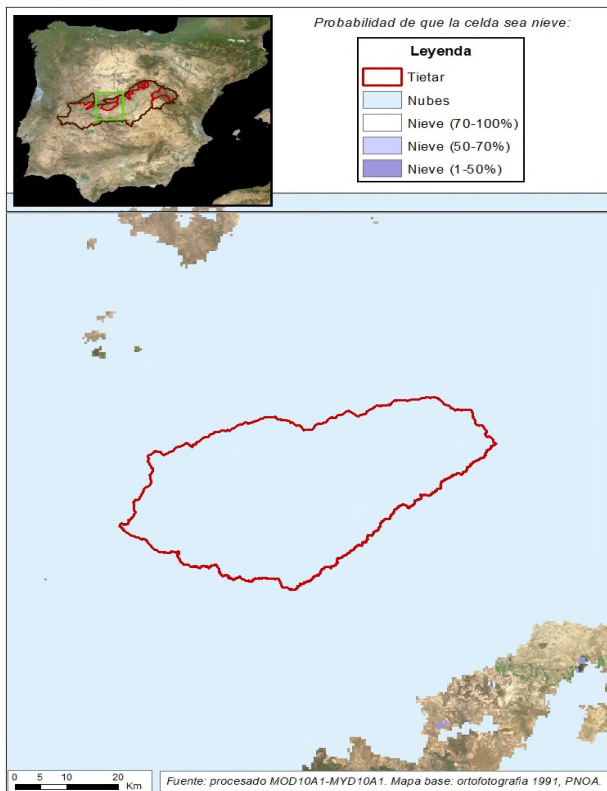 Probabilidad de que la celda sea nieve:
Leyenda
Tietar
Nubes
Nieve (70-100%)
Nieve (50-70%)
Nieve (1-50%)
0 5 10 20
Km
Fuente: procesado MOD10A1-MYD10A1. Mapa base: ortofotografia 1991, PNOA.